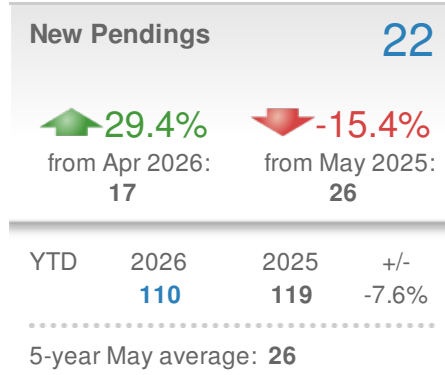 New Pendings 22
29.4% -15.4%
from Apr 2026: from May 2025:
17 26
YTD 2026 2025 +/-
110 119 -7.6%
5-year May average: 26